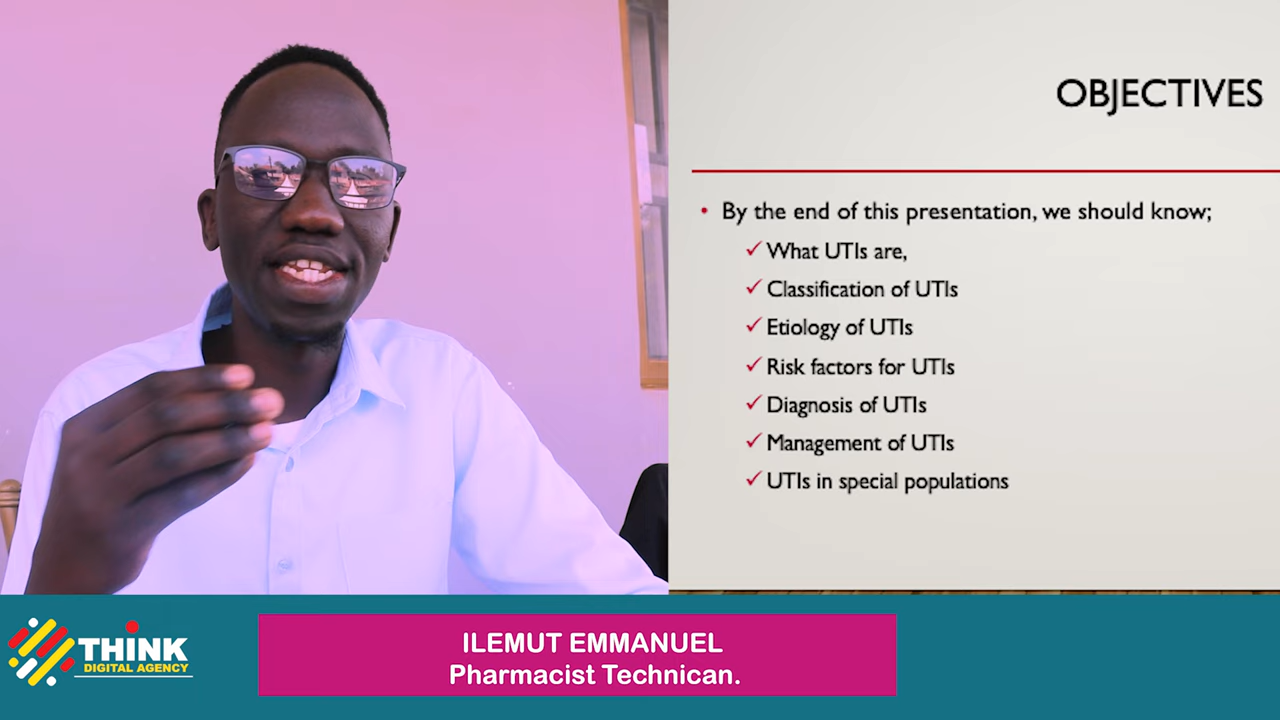 OBJECTIVES
• By the end of this presentation, we should know;
✓ What UTIs are,
✓ Classification of UTIs
✓ Etiology of UTIs
✓ Risk factors for UTIs
✓ Diagnosis of UTIs
✓ Management of UTIs
✓ UTIs in special populations
THINK
DIGITAL AGENCY
ILEMUT EMMANUEL
Pharmacist Technican.